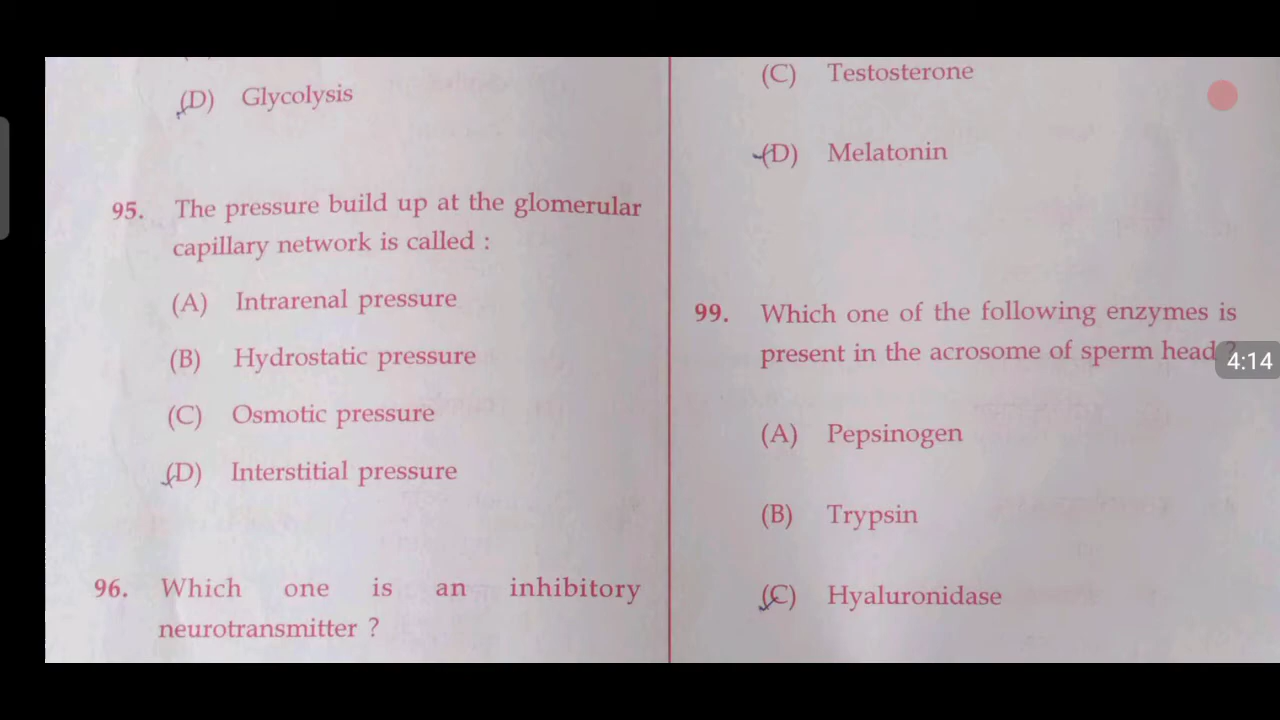 (D) Glycolysis
95. The pressure build up at the glomerular
capillary network is called :
(A) Intrarenal pressure
(B) Hydrostatic pressure
(C) Osmotic pressure
(D) Interstitial pressure
96. Which one is an inhibitory
neurotransmitter ?
(C) Testosterone
(D) Melatonin
99. Which one of the following enzymes is
present in the acrosome of sperm head ?
(A) Pepsinogen
(B) Trypsin
(C) Hyaluronidase
4:14